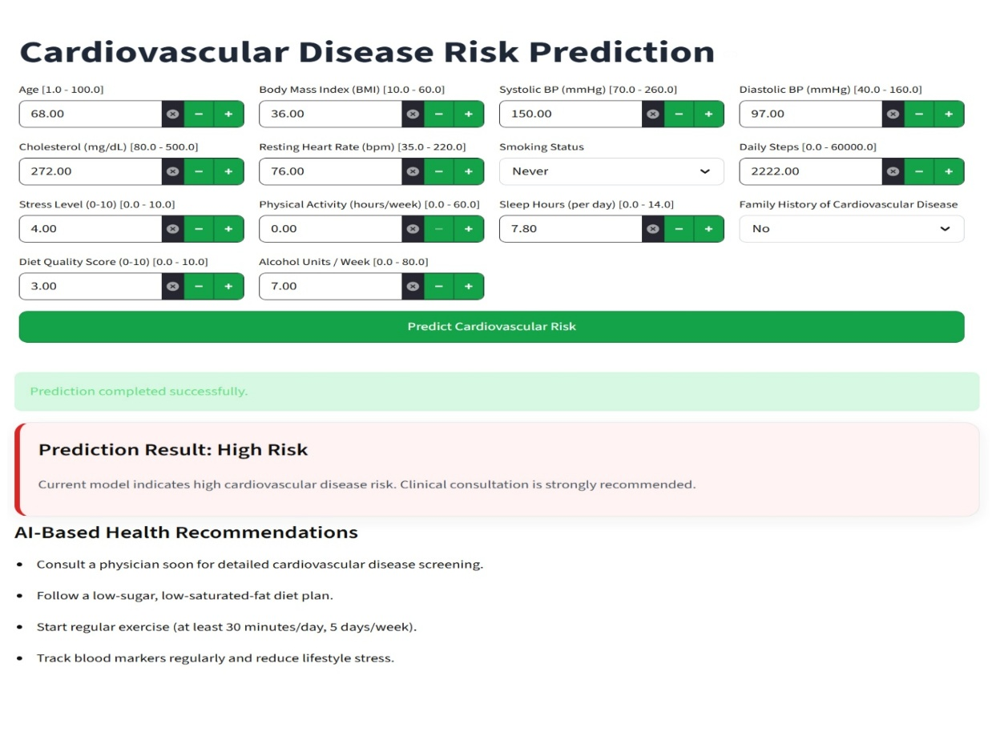 Cardiovascular Disease Risk Prediction
Age [1.0 - 100.0] Body Mass Index (BMI) [10.0 - 60.0] Systolic BP (mmHg) [70.0 - 260.0] Diastolic BP (mmHg) [40.0 - 160.0]
68.00 − + 36.00 − + 150.00 − + 97.00 − +
Cholesterol (mg/dL) [80.0 - 500.0] Resting Heart Rate (bpm) [35.0 - 220.0] Smoking Status Daily Steps [0.0 - 60000.0]
272.00 − + 76.00 − + Never 2222.00 − +
Stress Level (0-10) [0.0 - 10.0] Physical Activity (hours/week) [0.0 - 60.0] Sleep Hours (per day) [0.0 - 14.0] Family History of Cardiovascular Disease
4.00 − + 0.00 − + 7.80 − + No
Diet Quality Score (0-10) [0.0 - 10.0] Alcohol Units / Week [0.0 - 80.0]
3.00 − + 7.00 − +
Predict Cardiovascular Risk
Prediction completed successfully.
Prediction Result: High Risk
Current model indicates high cardiovascular disease risk. Clinical consultation is strongly recommended.
AI-Based Health Recommendations
• Consult a physician soon for detailed cardiovascular disease screening.
• Follow a low-sugar, low-saturated-fat diet plan.
• Start regular exercise (at least 30 minutes/day, 5 days/week).
• Track blood markers regularly and reduce lifestyle stress.